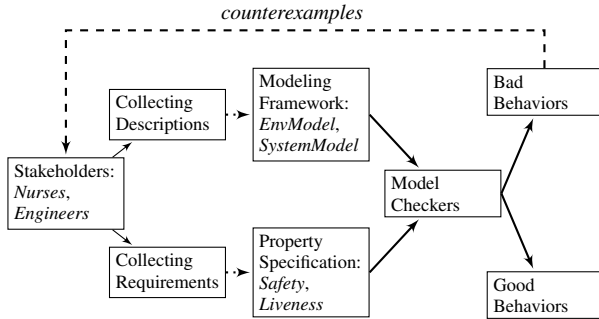 counterexamples
Stakeholders:
Nurses,
Engineers
Collecting
Descriptions
Collecting
Requirements
Modeling
Framework:
EnvModel,
SystemModel
Property
Specification:
Safety,
Liveness
Model
Checkers
Bad
Behaviors
Good
Behaviors